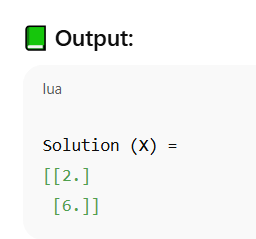 📗 Output:
lua
Solution (X) =
[[2.]
 [6.]]